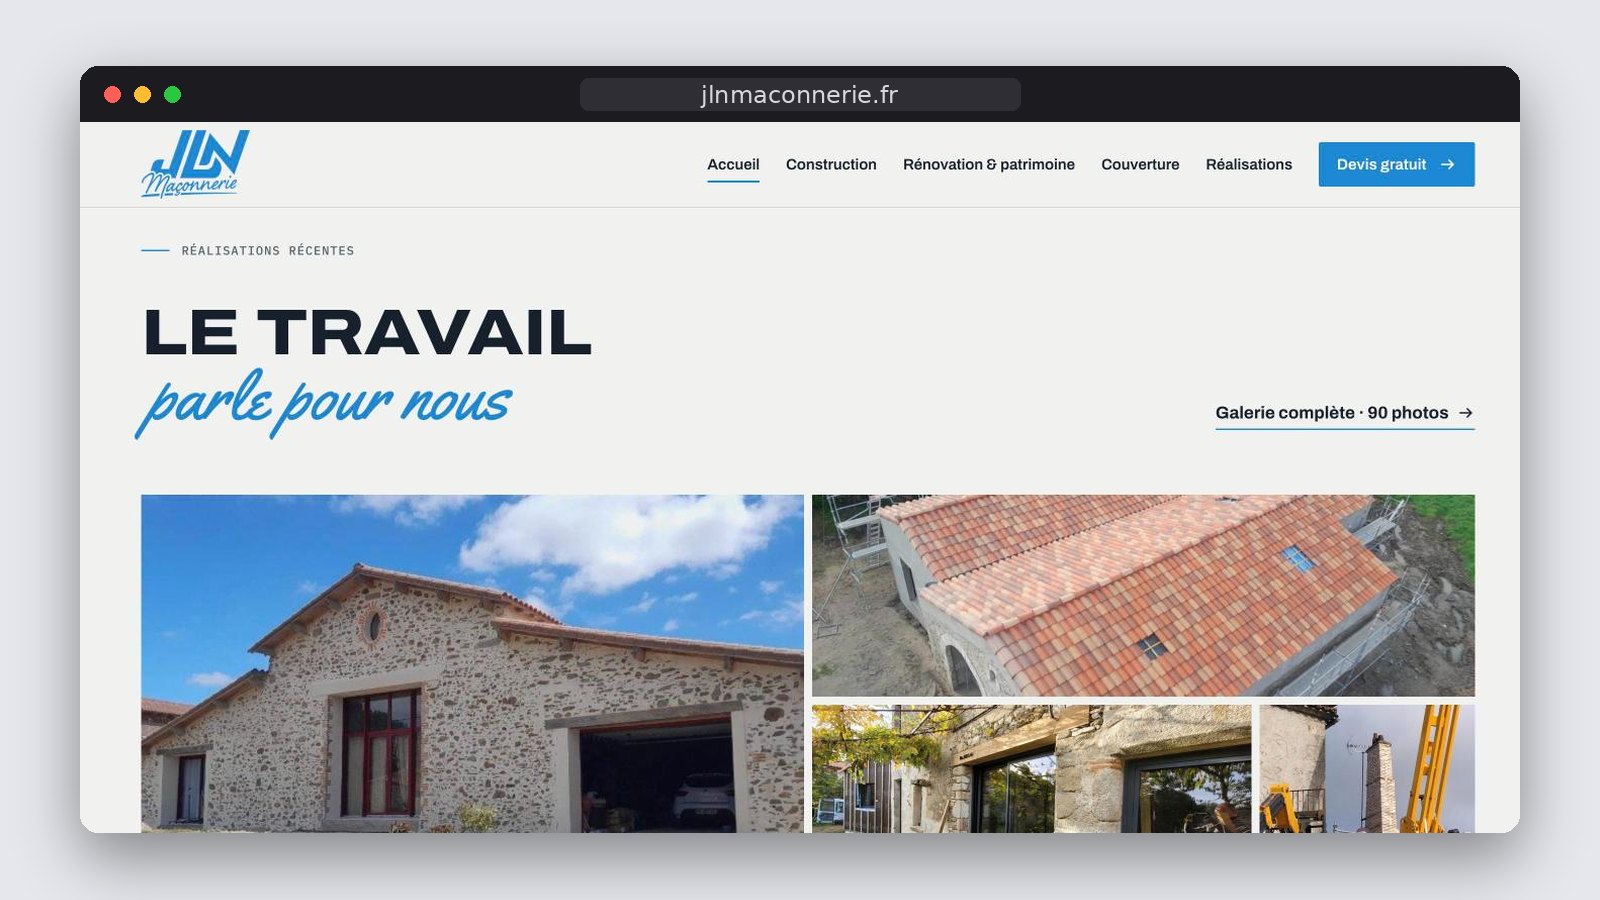 jlnmaconnerie.fr
JLN
Maçonnerie
Accueil
Construction
Rénovation & patrimoine
Couverture
Réalisations
Devis gratuit →
RÉALISATIONS RÉCENTES
LE TRAVAIL
parle pour nous
Galerie complète · 90 photos →